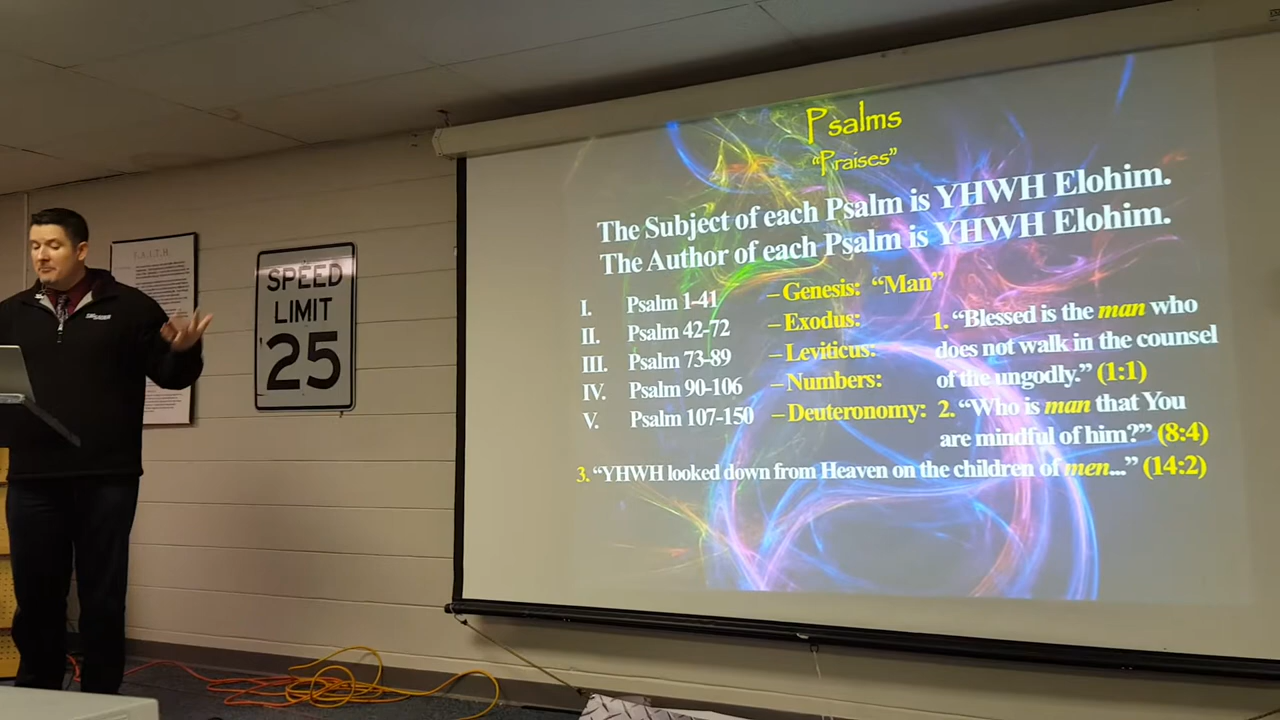 F.A.I.T.H.
SPEED
LIMIT
25
Psalms
"Praises"
The Subject of each Psalm is YHWH Elohim.
The Author of each Psalm is YHWH Elohim.
I. Psalm 1-41 – Genesis: "Man"
II. Psalm 42-72 – Exodus:
III. Psalm 73-89 – Leviticus:
IV. Psalm 90-106 – Numbers:
V. Psalm 107-150 – Deuteronomy:
1. "Blessed is the man who
does not walk in the counsel
of the ungodly." (1:1)
2. "Who is man that You
are mindful of him?" (8:4)
3. "YHWH looked down from Heaven on the children of men..." (14:2)